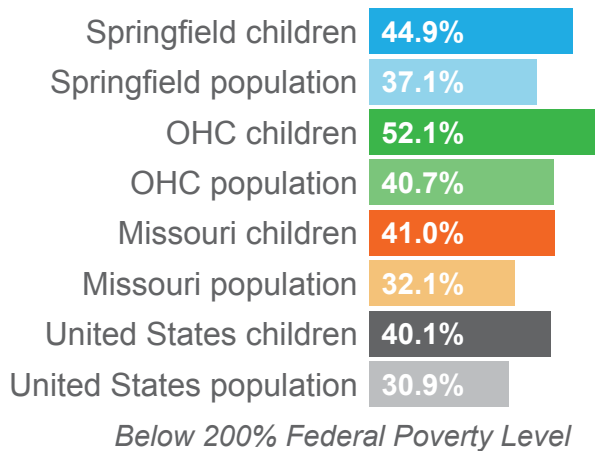 Springfield children 44.9%
Springfield population 37.1%
OHC children 52.1%
OHC population 40.7%
Missouri children 41.0%
Missouri population 32.1%
United States children 40.1%
United States population 30.9%
Below 200% Federal Poverty Level